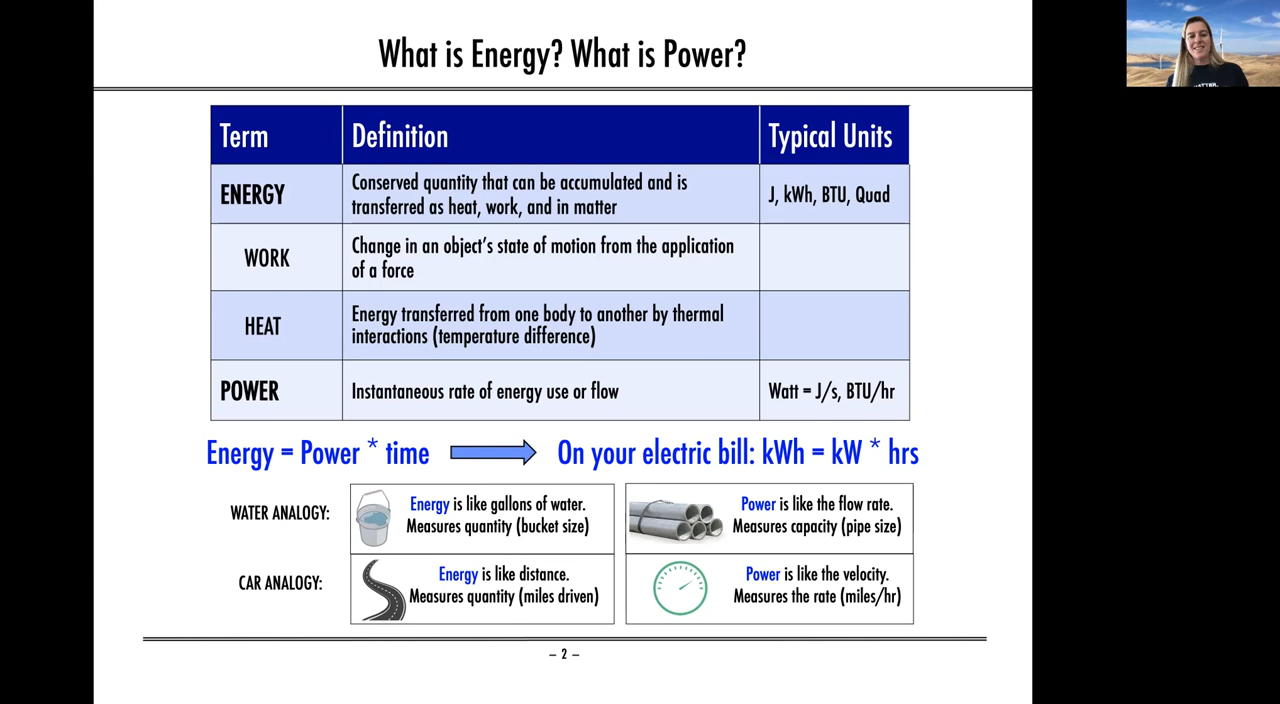 What is Energy? What is Power?
Term
Definition
Typical Units
ENERGY
Conserved quantity that can be accumulated and is
transferred as heat, work, and in matter
J, kWh, BTU, Quad
WORK
Change in an object's state of motion from the application
of a force
HEAT
Energy transferred from one body to another by thermal
interactions (temperature difference)
POWER
Instantaneous rate of energy use or flow
Watt = J/s, BTU/hr
Energy = Power * time
On your electric bill: kWh = kW * hrs
WATER ANALOGY:
Energy is like gallons of water.
Measures quantity (bucket size)
Power is like the flow rate.
Measures capacity (pipe size)
CAR ANALOGY:
Energy is like distance.
Measures quantity (miles driven)
Power is like the velocity.
Measures the rate (miles/hr)
– 2 –